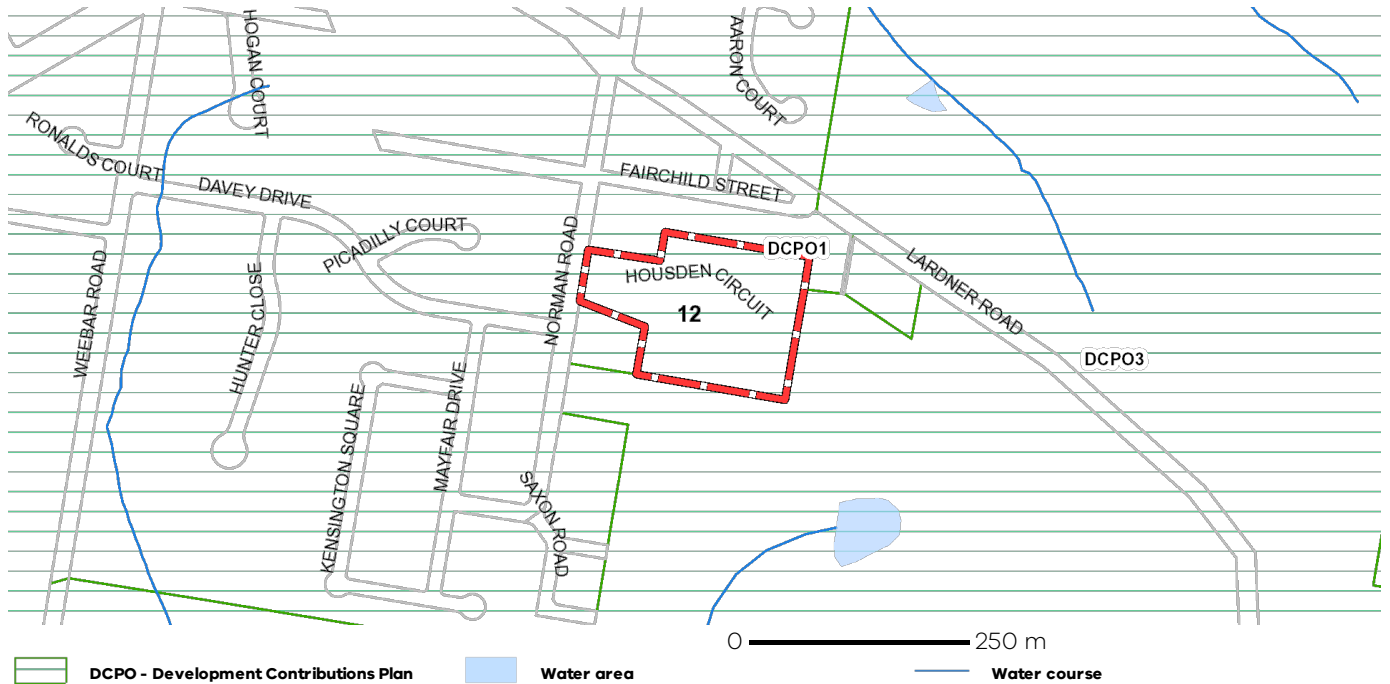 HOGAN COURT
AARON COURT
RONALDS COURT
DAVEY DRIVE
FAIRCHILD STREET
PICADILLY COURT
NORMAN ROAD
DCPO1
HOUSDEN CIRCUIT
LARDNER ROAD
WEEBAR ROAD
HUNTER CLOSE
12
DCPO3
KENSINGTON SQUARE
MAYFAIR DRIVE
SAXON ROAD
0 250 m
DCPO - Development Contributions Plan Water area Water course